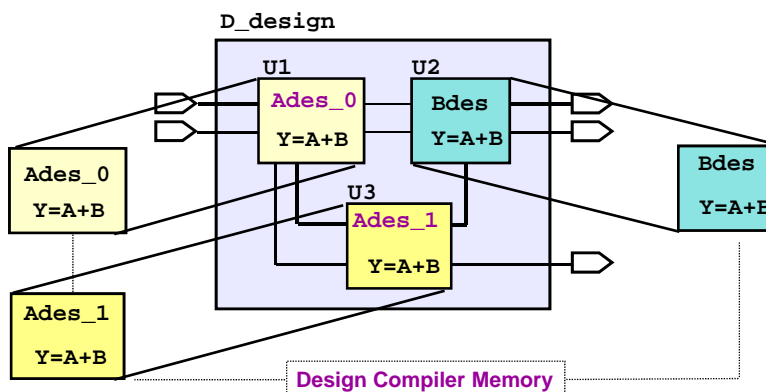 D_design
U1
U2
Ades_0
Y=A+B
Bdes
Y=A+B
Ades_0
Y=A+B
Bdes
Y=A+B
U3
Ades_1
Y=A+B
Ades_1
Y=A+B
Design Compiler Memory